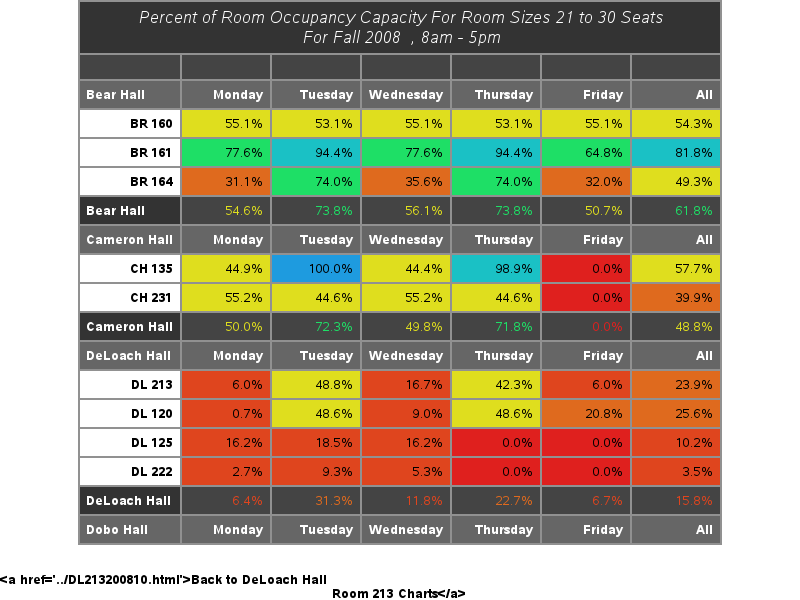 Percent of Room Occupancy Capacity For Room Sizes 21 to 30 Seats
For Fall 2008 , 8am - 5pm
Bear Hall Monday Tuesday Wednesday Thursday Friday All
BR 160 55.1% 53.1% 55.1% 53.1% 55.1% 54.3%
BR 161 77.6% 94.4% 77.6% 94.4% 64.8% 81.8%
BR 164 31.1% 74.0% 35.6% 74.0% 32.0% 49.3%
Bear Hall 54.6% 73.8% 56.1% 73.8% 50.7% 61.8%
Cameron Hall Monday Tuesday Wednesday Thursday Friday All
CH 135 44.9% 100.0% 44.4% 98.9% 0.0% 57.7%
CH 231 55.2% 44.6% 55.2% 44.6% 0.0% 39.9%
Cameron Hall 50.0% 72.3% 49.8% 71.8% 0.0% 48.8%
DeLoach Hall Monday Tuesday Wednesday Thursday Friday All
DL 213 6.0% 48.8% 16.7% 42.3% 6.0% 23.9%
DL 120 0.7% 48.6% 9.0% 48.6% 20.8% 25.6%
DL 125 16.2% 18.5% 16.2% 0.0% 0.0% 10.2%
DL 222 2.7% 9.3% 5.3% 0.0% 0.0% 3.5%
DeLoach Hall 6.4% 31.3% 11.8% 22.7% 6.7% 15.8%
Dobo Hall Monday Tuesday Wednesday Thursday Friday All
<a href='../DL213200810.html'>Back to DeLoach Hall
Room 213 Charts</a>